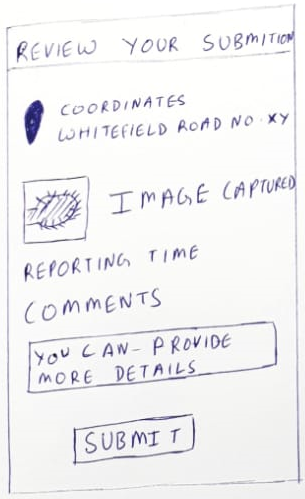 REVIEW YOUR SUBMITION
COORDINATES
WHITEFIELD ROAD NO. XY
IMAGE CAPTURED
REPORTING TIME
COMMENTS
YOU CAN PROVIDE
MORE DETAILS
SUBMIT